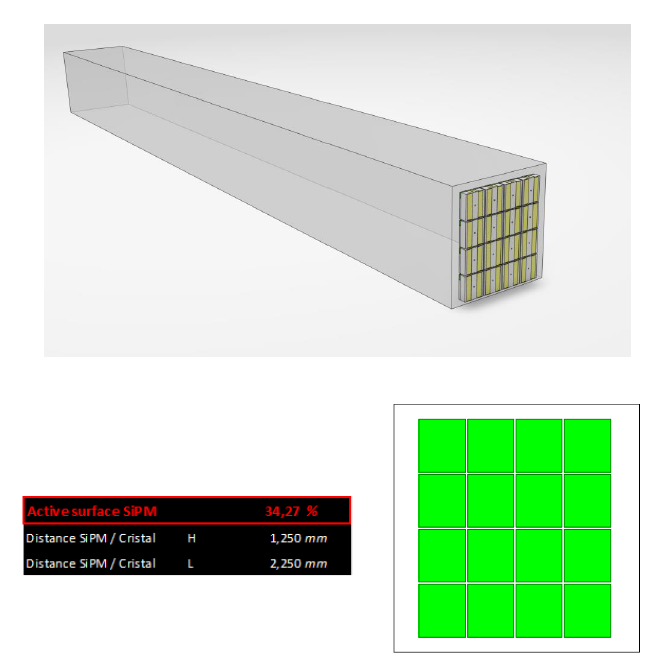 Active surface SiPM 34,27 %
Distance SiPM / Cristal H 1,250 mm
Distance SiPM / Cristal L 2,250 mm